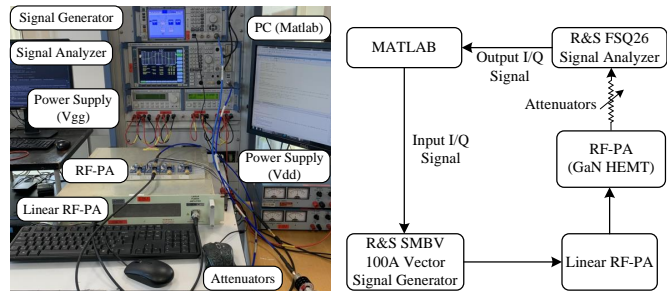 Signal Generator
PC (Matlab)
Signal Analyzer
Power Supply
(Vgg)
RF-PA
Power Supply
(Vdd)
Linear RF-PA
Attenuators
MATLAB
R&S FSQ26
Signal Analyzer
Output I/Q
Signal
Attenuators
Input I/Q
Signal
RF-PA
(GaN HEMT)
R&S SMBV
100A Vector
Signal Generator
Linear RF-PA